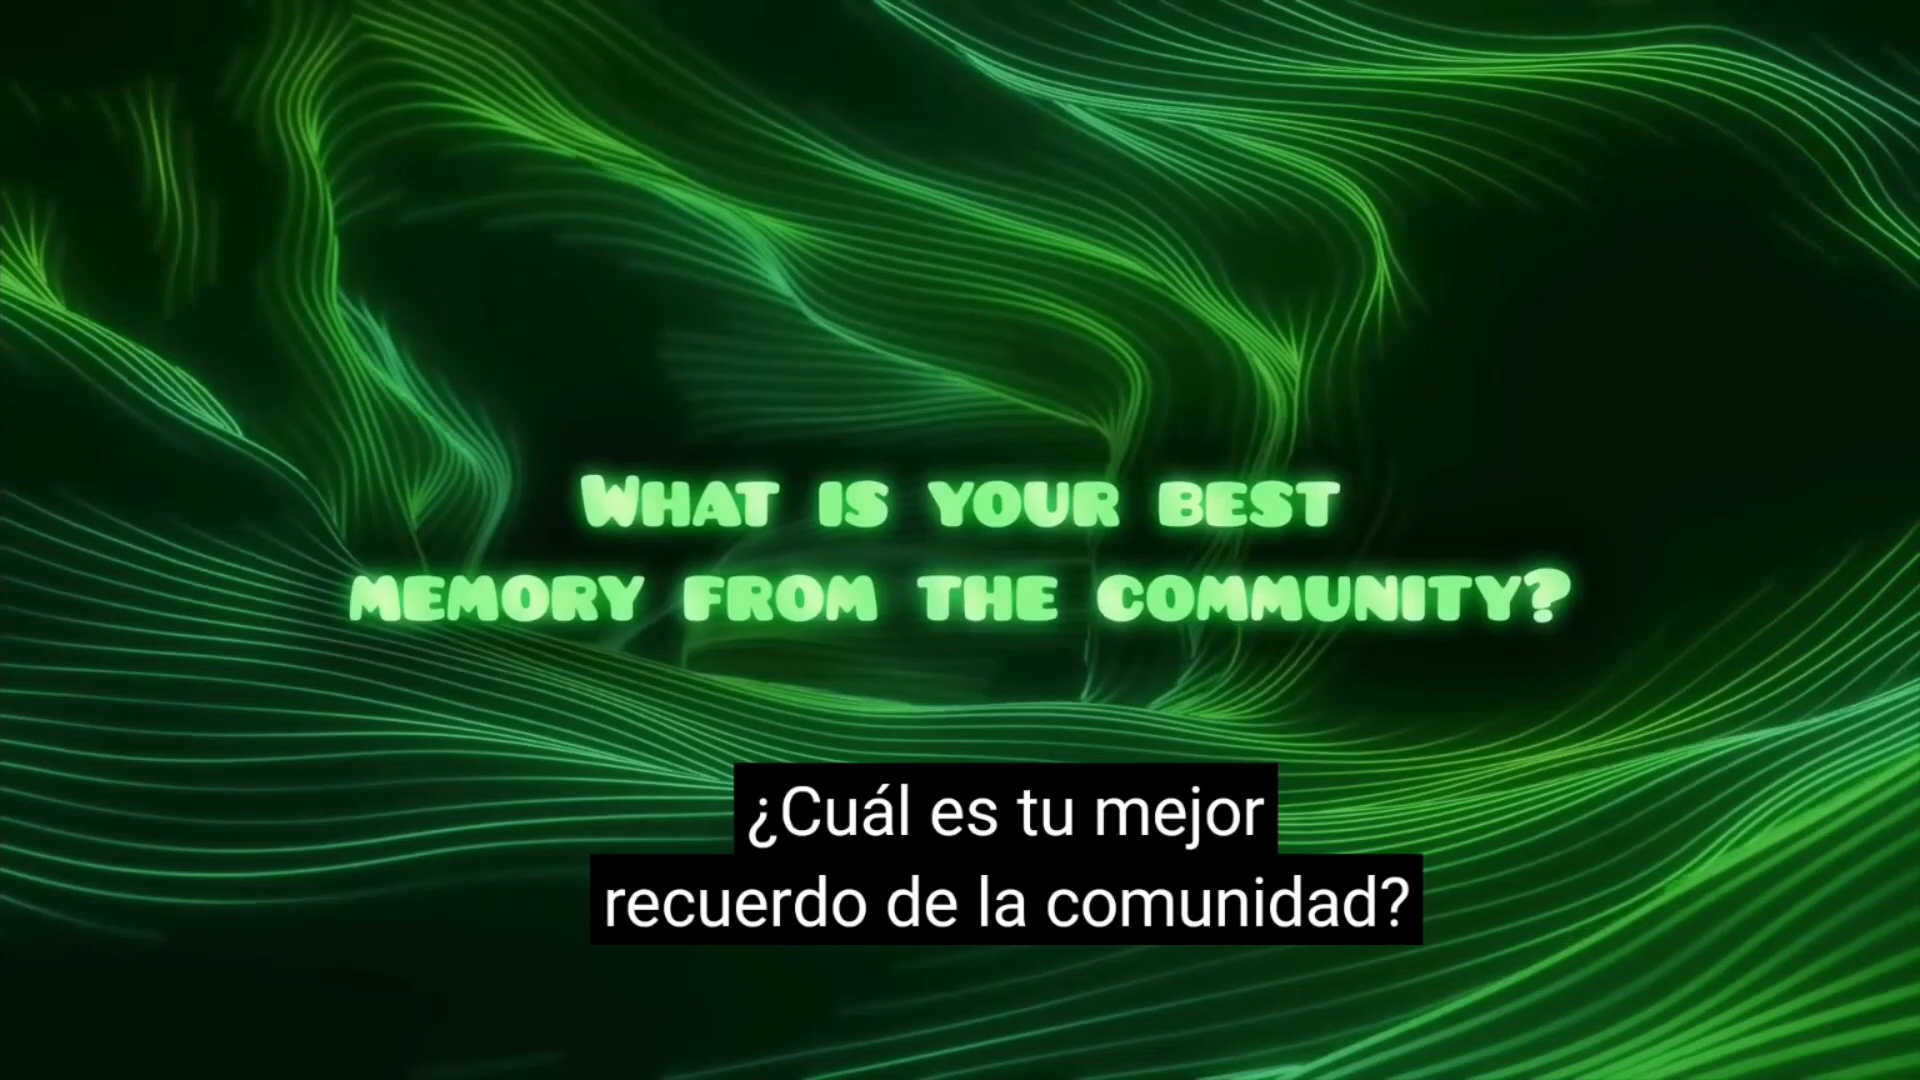 What is your best
memory from the community?
¿Cuál es tu mejor
recuerdo de la comunidad?